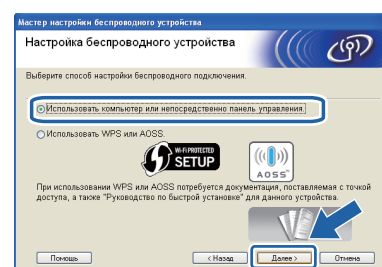 Мастер настройки беспроводного устройства
Настройка беспроводного устройства
Выберите способ настройки беспроводного подключения.
Использовать компьютер или непосредственно панель управления.
Использовать WPS или AOSS.
Wi-Fi PROTECTED
SETUP
AOSS
При использовании WPS или AOSS потребуется документация, поставляемая с точкой
доступа, а также "Руководство по быстрой установке" для данного устройства.
Помощь
< Назад
Далее >
Отмена